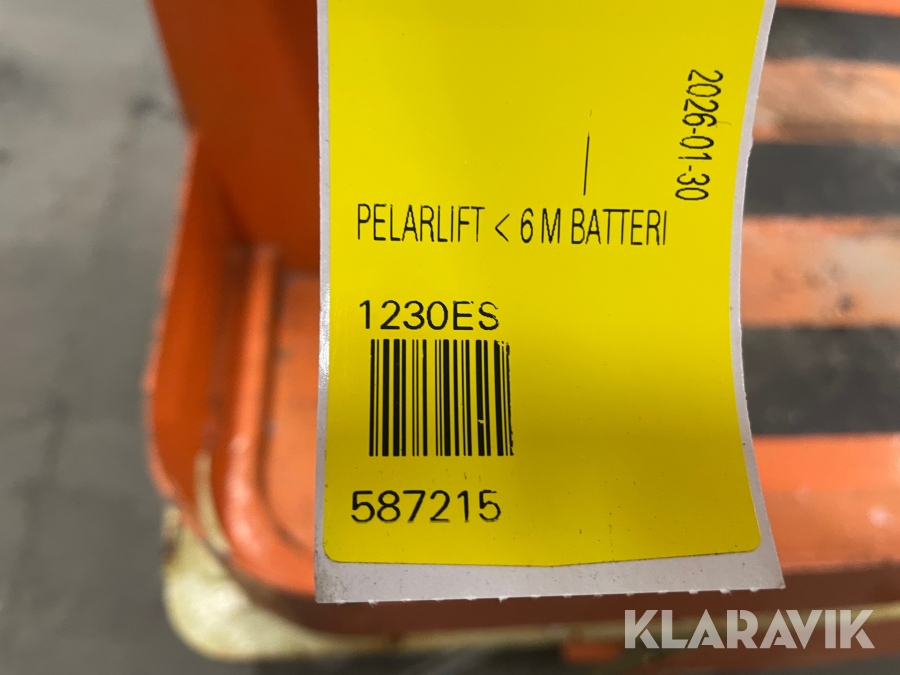 2026-01-30
PELARLIFT < 6 M BATTERI
1230ES
587215
KLARAVIK